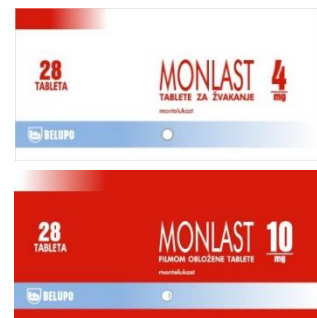 28
TABLETA
MONLAST 4 mg
TABLETE ZA ŽVAKANJE
montelukast
BELUPO
28
TABLETA
MONLAST 10 mg
FILMOM OBLOŽENE TABLETE
montelukast
BELUPO